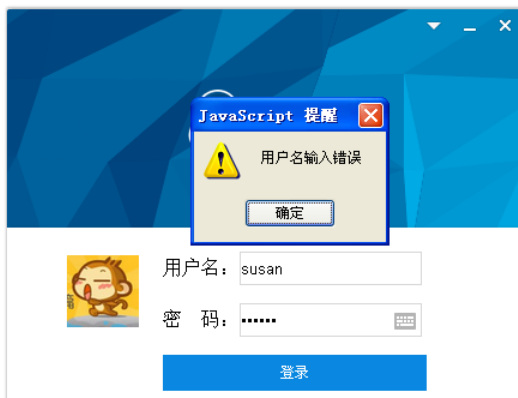 JavaScript 提醒
用户名输入错误
确定
用户名：susan
密 码：••••••
登录